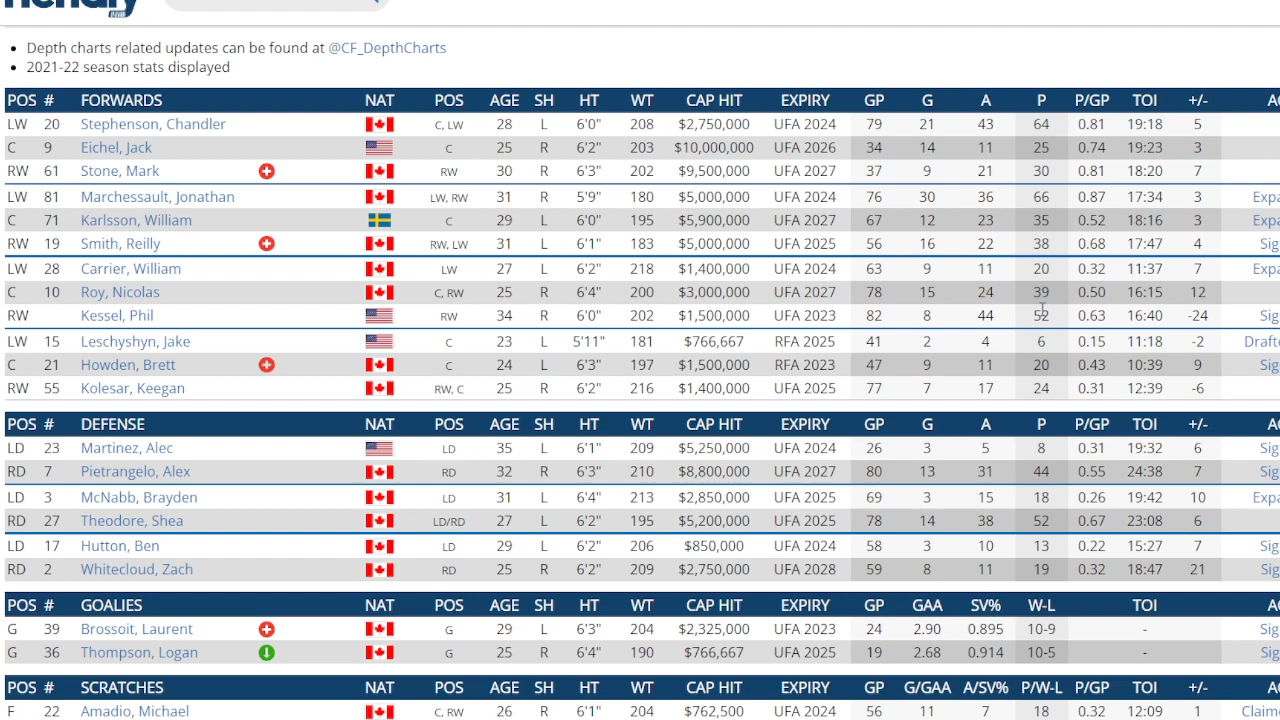 • Depth charts related updates can be found at @CF_DepthCharts
• 2021-22 season stats displayed
POS # FORWARDS NAT POS AGE SH HT WT CAP HIT EXPIRY GP G A P P/GP TOI +/-
LW 20 Stephenson, Chandler C, LW 28 L 6'0" 208 $2,750,000 UFA 2024 79 21 43 64 0.81 19:18 5
C 9 Eichel, Jack C 25 R 6'2" 203 $10,000,000 UFA 2026 34 14 11 25 0.74 19:23 3
RW 61 Stone, Mark RW 30 R 6'3" 202 $9,500,000 UFA 2027 37 9 21 30 0.81 18:20 7
LW 81 Marchessault, Jonathan LW, RW 31 R 5'9" 180 $5,000,000 UFA 2024 76 30 36 66 0.87 17:34 3 Expa
C 71 Karlsson, William C 29 L 6'0" 195 $5,900,000 UFA 2027 67 12 23 35 0.52 18:16 3 Expa
RW 19 Smith, Reilly RW, LW 31 L 6'1" 183 $5,000,000 UFA 2025 56 16 22 38 0.68 17:47 4 Sig
LW 28 Carrier, William LW 27 L 6'2" 218 $1,400,000 UFA 2024 63 9 11 20 0.32 11:37 7 Expa
C 10 Roy, Nicolas C, RW 25 R 6'4" 200 $3,000,000 UFA 2027 78 15 24 39 0.50 16:15 12
RW Kessel, Phil RW 34 R 6'0" 202 $1,500,000 UFA 2023 82 8 44 52 0.63 16:40 -24 Sig
LW 15 Leschyshyn, Jake C 23 L 5'11" 181 $766,667 RFA 2025 41 2 4 6 0.15 11:18 -2 Draft
C 21 Howden, Brett C 24 L 6'3" 197 $1,500,000 RFA 2023 47 9 11 20 0.43 10:39 9 Sig
RW 55 Kolesar, Keegan RW, C 25 R 6'2" 216 $1,400,000 UFA 2025 77 7 17 24 0.31 12:39 -6
POS # DEFENSE NAT POS AGE SH HT WT CAP HIT EXPIRY GP G A P P/GP TOI +/-
LD 23 Martinez, Alec LD 35 L 6'1" 209 $5,250,000 UFA 2024 26 3 5 8 0.31 19:32 6 Sig
RD 7 Pietrangelo, Alex RD 32 R 6'3" 210 $8,800,000 UFA 2027 80 13 31 44 0.55 24:38 7 Sig
LD 3 McNabb, Brayden LD 31 L 6'4" 213 $2,850,000 UFA 2025 69 3 15 18 0.26 19:42 10 Expa
RD 27 Theodore, Shea LD/RD 27 L 6'2" 195 $5,200,000 UFA 2025 78 14 38 52 0.67 23:08 6
LD 17 Hutton, Ben LD 29 L 6'2" 206 $850,000 UFA 2024 58 3 10 13 0.22 15:27 7 Sig
RD 2 Whitecloud, Zach RD 25 R 6'2" 209 $2,750,000 UFA 2028 59 8 11 19 0.32 18:47 21 Sig
POS # GOALIES NAT POS AGE SH HT WT CAP HIT EXPIRY GP GAA SV% W-L TOI
G 39 Brossoit, Laurent G 29 L 6'3" 204 $2,325,000 UFA 2023 24 2.90 0.895 10-9 - Sig
G 36 Thompson, Logan G 25 R 6'4" 190 $766,667 UFA 2025 19 2.68 0.914 10-5 - Sig
POS # SCRATCHES NAT POS AGE SH HT WT CAP HIT EXPIRY GP G/GAA A/SV% P/W-L P/GP TOI +/-
F 22 Amadio, Michael C, RW 26 R 6'1" 204 $762,500 UFA 2024 56 11 7 18 0.32 12:09 1 Claim